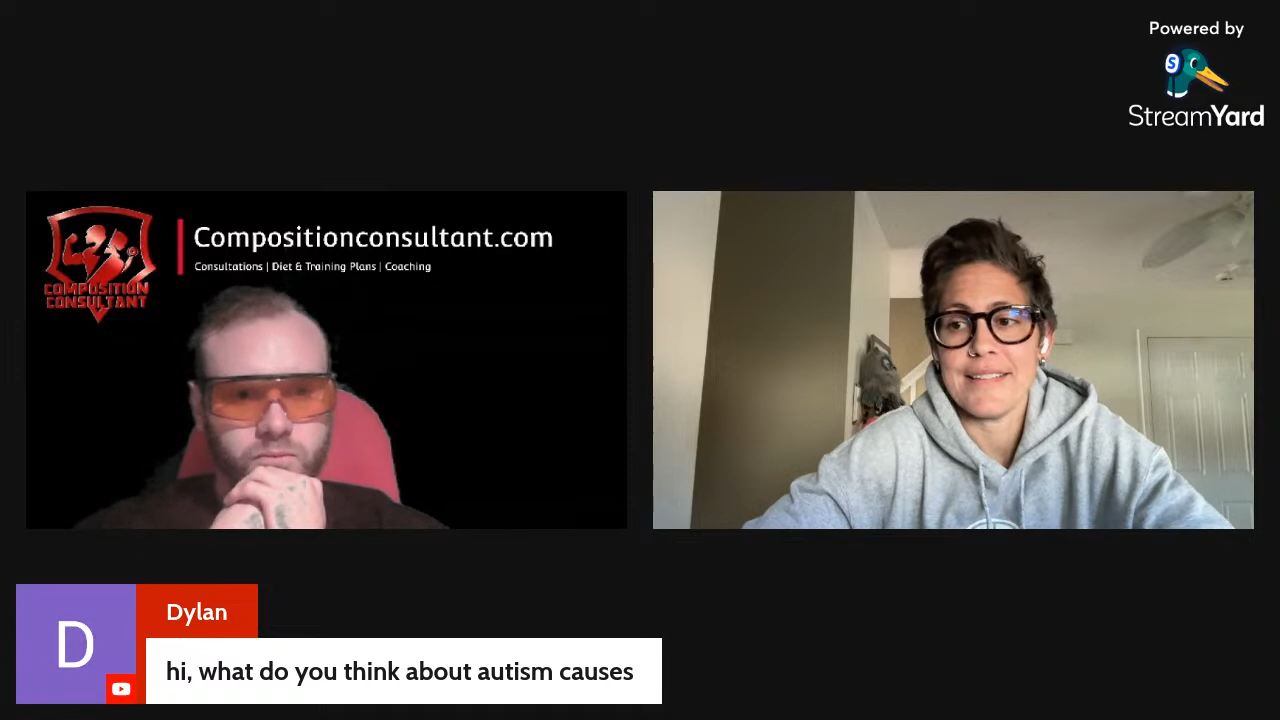 Powered by
S
StreamYard
Compositionconsultant.com
Consultations | Diet & Training Plans | Coaching
COMPOSITION
CONSULTANT
D
Dylan
hi, what do you think about autism causes